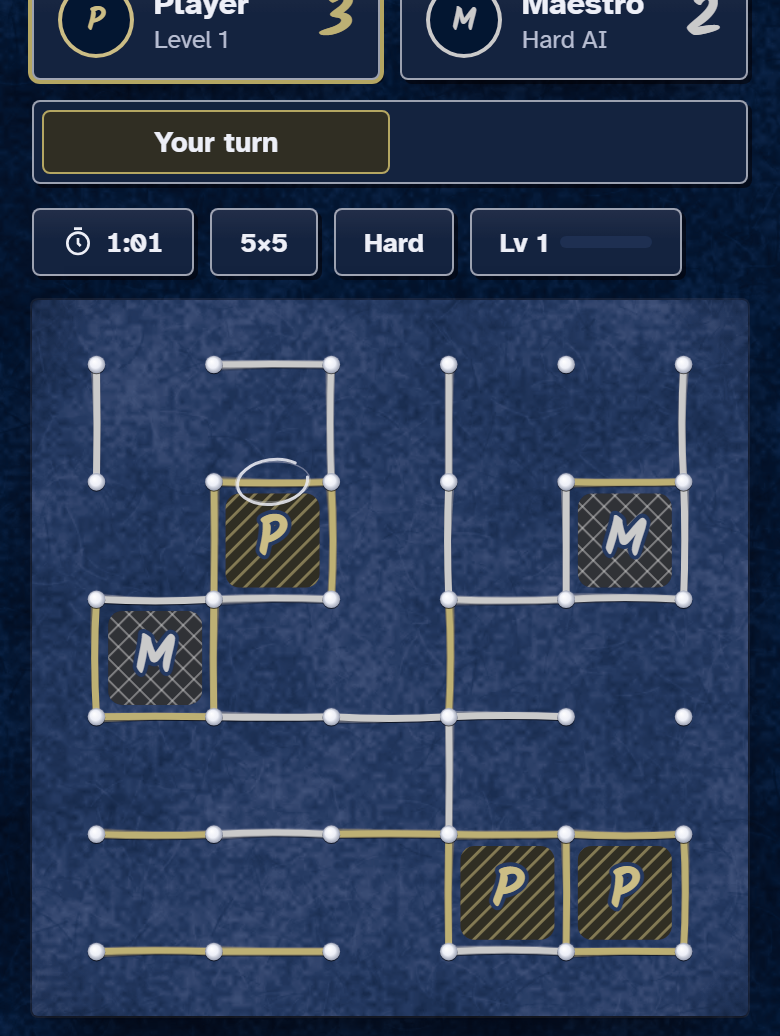 P Player 3
Level 1
M Maestro 2
Hard AI
Your turn
1:01 5×5 Hard Lv 1
P M
M
P P